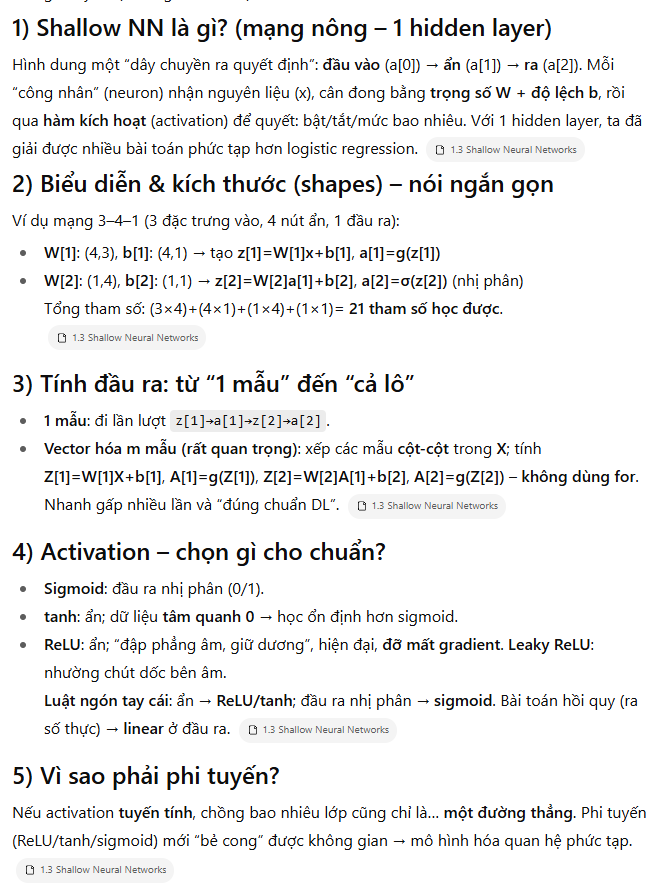 1) Shallow NN là gì? (mạng nông – 1 hidden layer)
Hình dung một “dây chuyền ra quyết định”: đầu vào (a[0]) → ẩn (a[1]) → ra (a[2]). Mỗi
“công nhân” (neuron) nhận nguyên liệu (x), cân đong bằng trọng số W + độ lệch b, rồi
qua hàm kích hoạt (activation) để quyết: bật/tắt/mức bao nhiêu. Với 1 hidden layer, ta đã
giải được nhiều bài toán phức tạp hơn logistic regression. 1.3 Shallow Neural Networks
2) Biểu diễn & kích thước (shapes) – nói ngắn gọn
Ví dụ mạng 3–4–1 (3 đặc trưng vào, 4 nút ẩn, 1 đầu ra):
• W[1]: (4,3), b[1]: (4,1) → tạo z[1]=W[1]x+b[1], a[1]=g(z[1])
• W[2]: (1,4), b[2]: (1,1) → z[2]=W[2]a[1]+b[2], a[2]=σ(z[2]) (nhị phân)
Tổng tham số: (3×4)+(4×1)+(1×4)+(1×1)= 21 tham số học được.
1.3 Shallow Neural Networks
3) Tính đầu ra: từ “1 mẫu” đến “cả lô”
• 1 mẫu: đi lần lượt z[1]→a[1]→z[2]→a[2].
• Vector hóa m mẫu (rất quan trọng): xếp các mẫu cột-cột trong X; tính
Z[1]=W[1]X+b[1], A[1]=g(Z[1]), Z[2]=W[2]A[1]+b[2], A[2]=g(Z[2]) – không dùng for.
Nhanh gấp nhiều lần và “đúng chuẩn DL”. 1.3 Shallow Neural Networks
4) Activation – chọn gì cho chuẩn?
• Sigmoid: đầu ra nhị phân (0/1).
• tanh: ẩn; dữ liệu tâm quanh 0 → học ổn định hơn sigmoid.
• ReLU: ẩn; “đập phẳng âm, giữ dương”, hiện đại, đỡ mất gradient. Leaky ReLU:
nhường chút dốc bên âm.
Luật ngón tay cái: ẩn → ReLU/tanh; đầu ra nhị phân → sigmoid. Bài toán hồi quy (ra
số thực) → linear ở đầu ra. 1.3 Shallow Neural Networks
5) Vì sao phải phi tuyến?
Nếu activation tuyến tính, chồng bao nhiêu lớp cũng chỉ là… một đường thẳng. Phi tuyến
(ReLU/tanh/sigmoid) mới “bẻ cong” được không gian → mô hình hóa quan hệ phức tạp.
1.3 Shallow Neural Networks